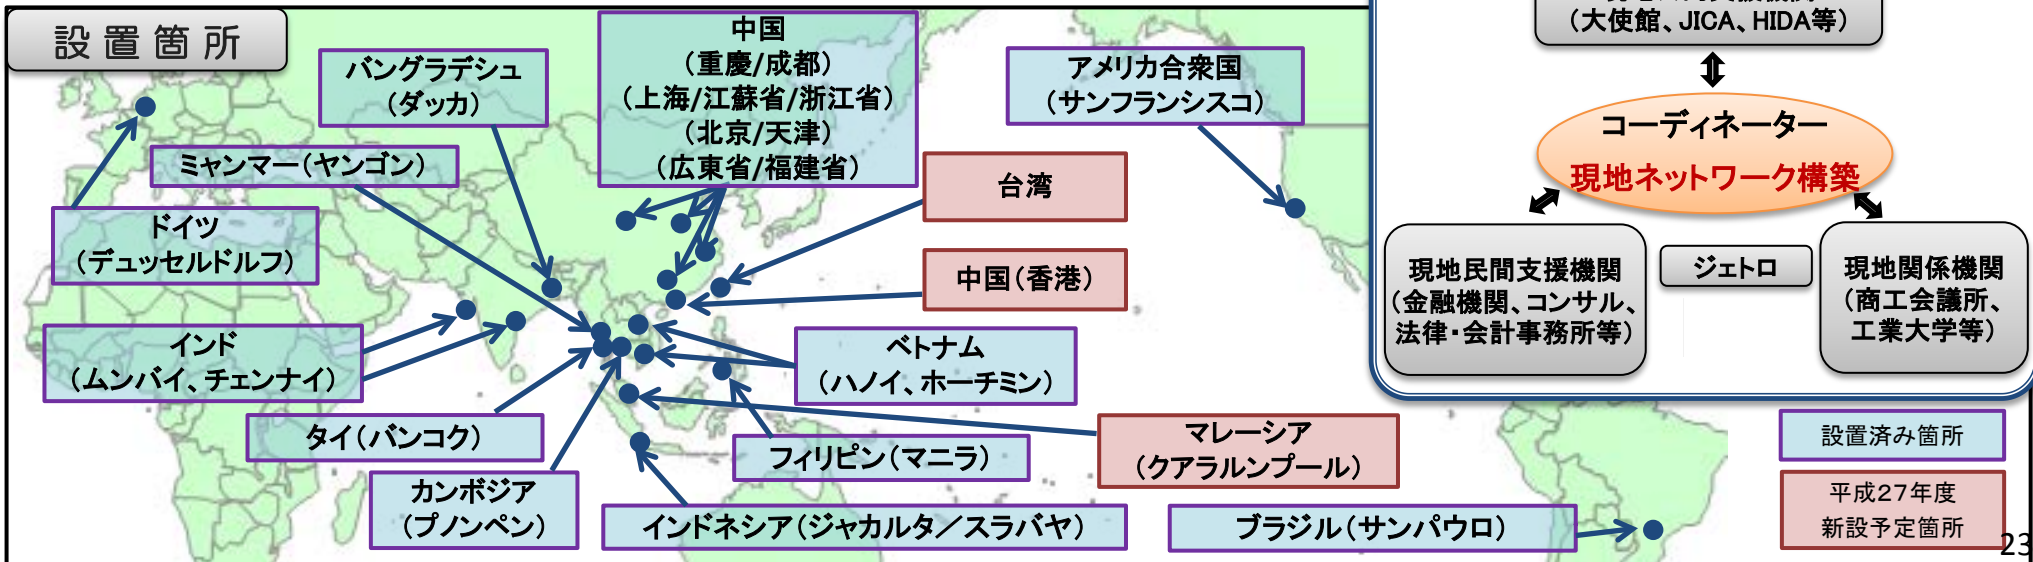 設置箇所
バングラデシュ
（ダッカ）
中国
（重慶/成都）
（上海/江蘇省/浙江省）
（北京/天津）
（広東省/福建省）
アメリカ合衆国
（サンフランシスコ）
ミャンマー（ヤンゴン）
台湾
ドイツ
（デュッセルドルフ）
中国（香港）
インド
（ムンバイ、チェンナイ）
ベトナム
（ハノイ、ホーチミン）
タイ（バンコク）
フィリピン（マニラ）
マレーシア
（クアラルンプール）
カンボジア
（プノンペン）
インドネシア（ジャカルタ／スラバヤ）
ブラジル（サンパウロ）
（大使館、JICA、HIDA等）
コーディネーター
現地ネットワーク構築
現地民間支援機関
（金融機関、コンサル、
法律・会計事務所等）
ジェトロ
現地関係機関
（商工会議所、
工業大学等）
設置済み箇所
平成２７年度
新設予定箇所
23